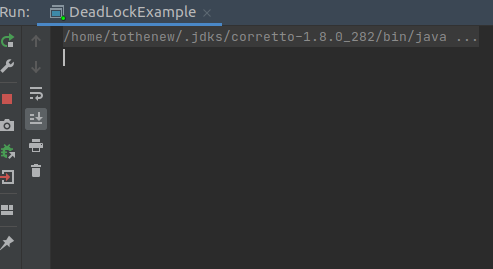 Run: DeadLockExample
/home/tothenew/.jdks/corretto-1.8.0_282/bin/java ...